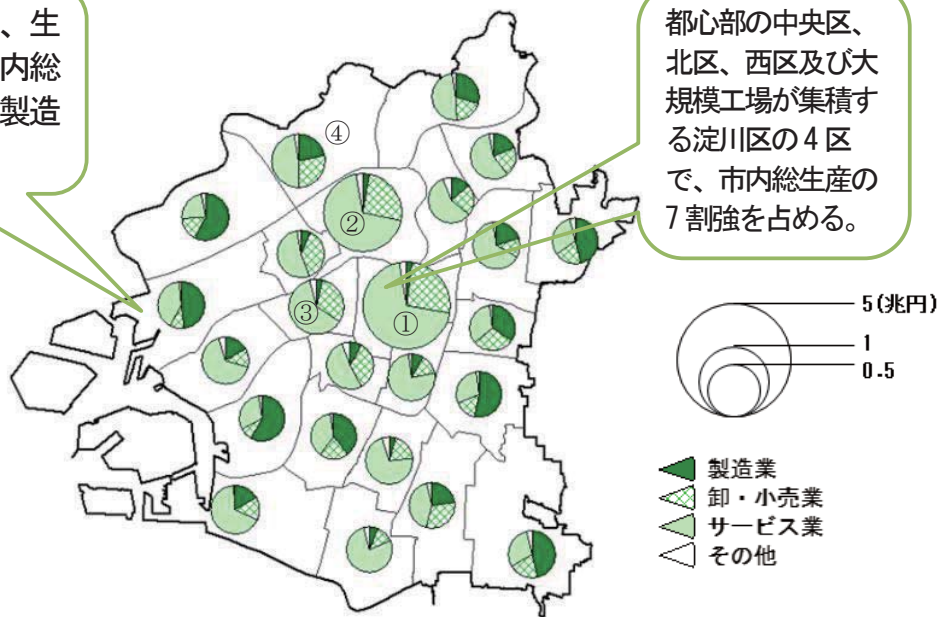 、生
内総
製造
都心部の中央区、
北区、西区及び大
規模工場が集積す
る淀川区の4区
で、市内総生産の
7割強を占める。
④
②
③
①
5(兆円)
1
0.5
製造業
卸・小売業
サービス業
その他